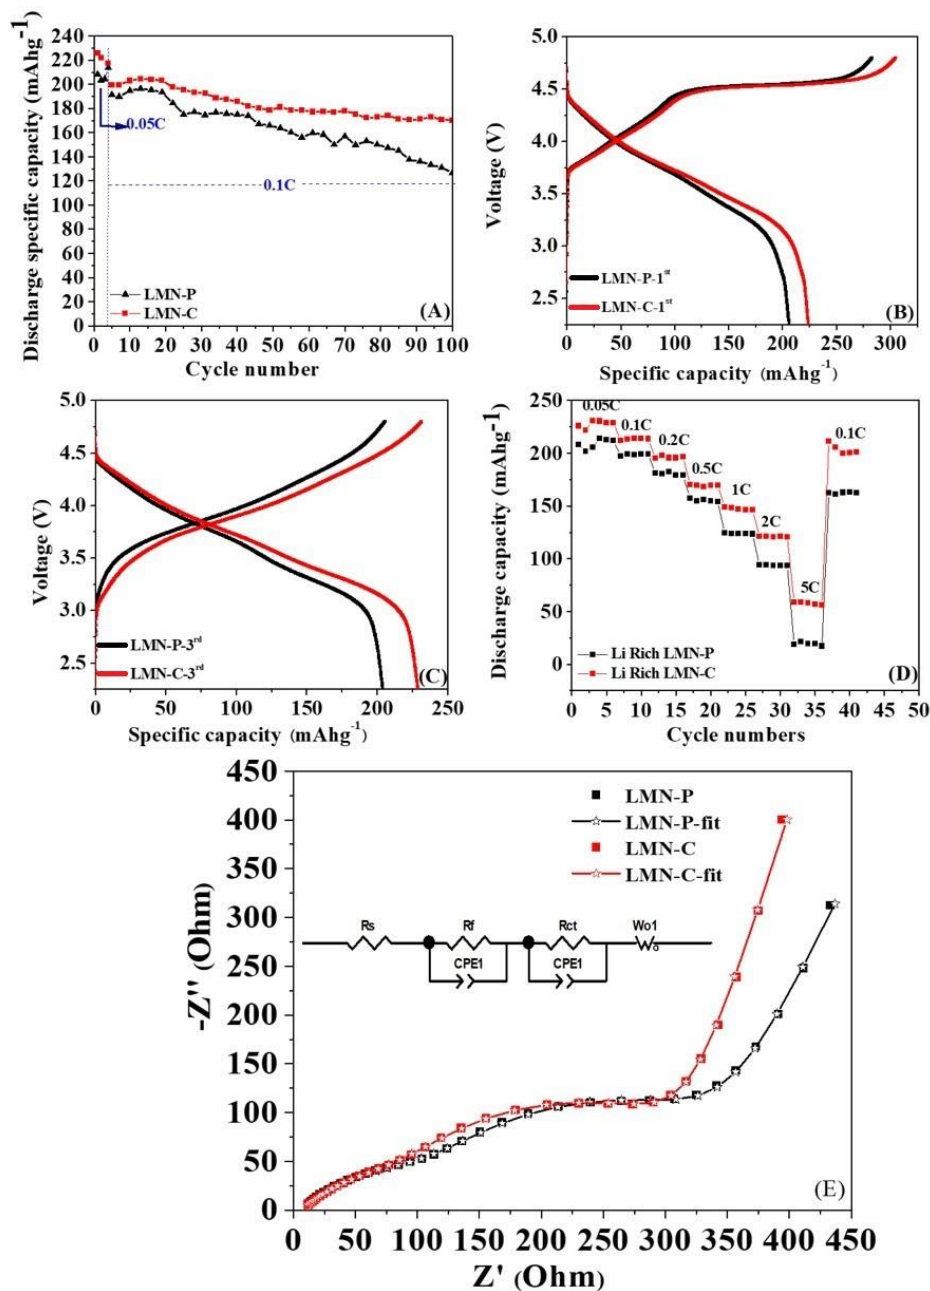 Discharge specific capacity (mAhg-1)
240
220
200
180
160
140
120
100
80
60
40
20
0
0.05C
0.1C
LMN-P
LMN-C
(A)
0 10 20 30 40 50 60 70 80 90 100
Cycle number
Voltage (V)
5.0
4.5
4.0
3.5
3.0
2.5
LMN-P-1st
LMN-C-1st
(B)
0 50 100 150 200 250 300
Specific capacity (mAhg-1)
Voltage (V)
5.0
4.5
4.0
3.5
3.0
2.5
LMN-P-3rd
LMN-C-3rd
(C)
0 50 100 150 200 250
Specific capacity (mAhg-1)
Discharge capacity (mAhg-1)
250
200
150
100
50
0
0.05C
0.1C
0.2C
0.5C
1C
2C
5C
0.1C
Li Rich LMN-P
Li Rich LMN-C
(D)
0 5 10 15 20 25 30 35 40 45 50
Cycle numbers
-Z'' (Ohm)
450
400
350
300
250
200
150
100
50
0
LMN-P
LMN-P-fit
LMN-C
LMN-C-fit
Rs Rf Rct Wo1
CPE1 CPE1
(E)
0 50 100 150 200 250 300 350 400 450
Z' (Ohm)